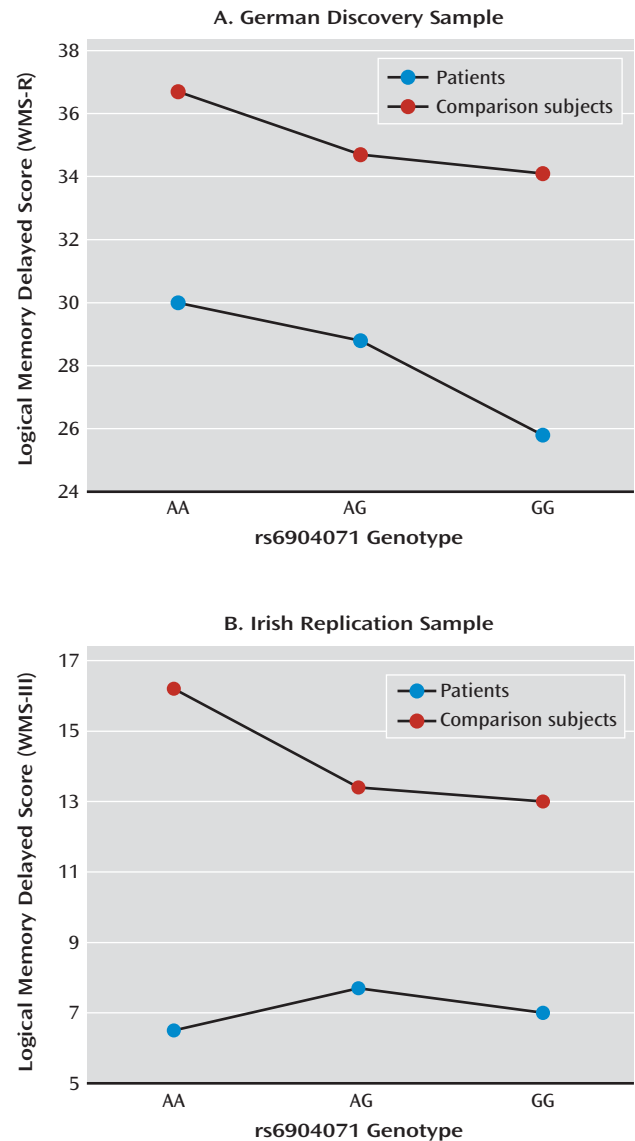 A. German Discovery Sample
Logical Memory Delayed Score (WMS-R)
38
36
34
32
30
28
26
24
Patients
Comparison subjects
AA AG GG
rs6904071 Genotype
B. Irish Replication Sample
Logical Memory Delayed Score (WMS-III)
17
15
13
11
9
7
5
Patients
Comparison subjects
AA AG GG
rs6904071 Genotype